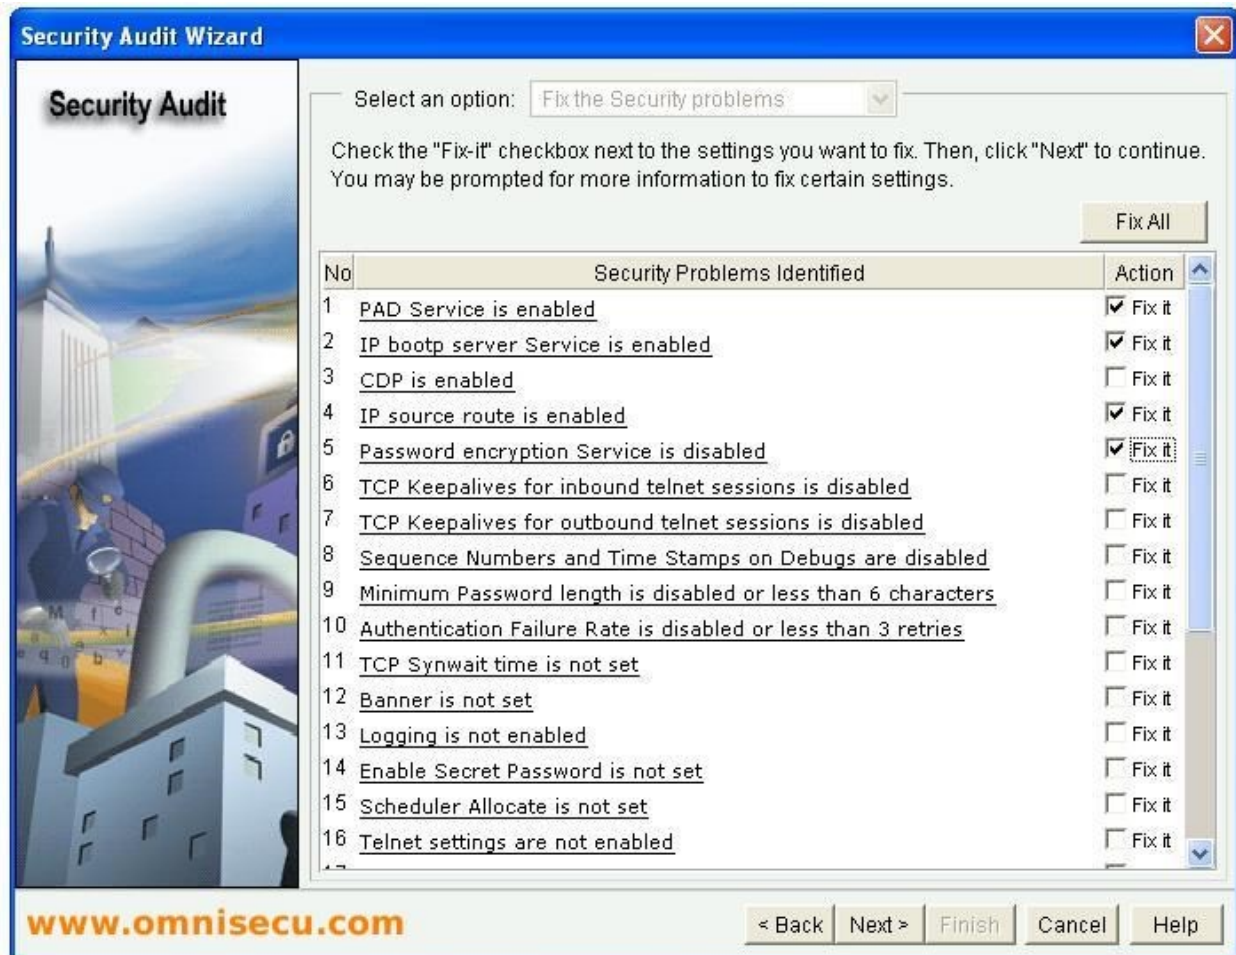 Security Audit Wizard
Security Audit
Select an option: Fix the Security problems
Check the "Fix-it" checkbox next to the settings you want to fix. Then, click "Next" to continue.
You may be prompted for more information to fix certain settings.
Fix All
No Security Problems Identified Action
1 PAD Service is enabled Fix it
2 IP bootp server Service is enabled Fix it
3 CDP is enabled Fix it
4 IP source route is enabled Fix it
5 Password encryption Service is disabled Fix it
6 TCP Keepalives for inbound telnet sessions is disabled Fix it
7 TCP Keepalives for outbound telnet sessions is disabled Fix it
8 Sequence Numbers and Time Stamps on Debugs are disabled Fix it
9 Minimum Password length is disabled or less than 6 characters Fix it
10 Authentication Failure Rate is disabled or less than 3 retries Fix it
11 TCP Synwait time is not set Fix it
12 Banner is not set Fix it
13 Logging is not enabled Fix it
14 Enable Secret Password is not set Fix it
15 Scheduler Allocate is not set Fix it
16 Telnet settings are not enabled Fix it
www.omnisecu.com
< Back Next > Finish Cancel Help